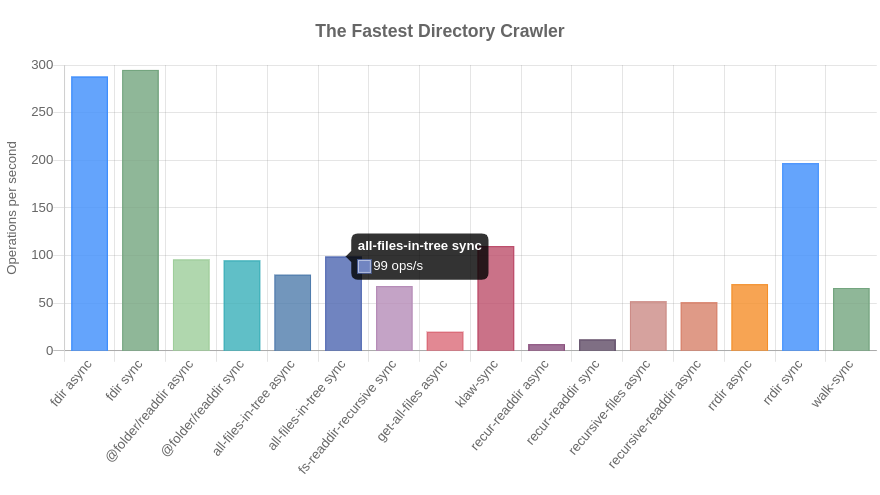 The Fastest Directory Crawler
Operations per second
300
250
200
150
100
50
0
all-files-in-tree sync
99 ops/s
fdir async
fdir sync
@folder/readdir async
@folder/readdir sync
all-files-in-tree async
all-files-in-tree sync
fs-readdir-recursive sync
get-all-files async
klaw-sync
recur-readdir async
recur-readdir sync
recursive-files async
recursive-readdir async
rrdir async
rrdir sync
walk-sync